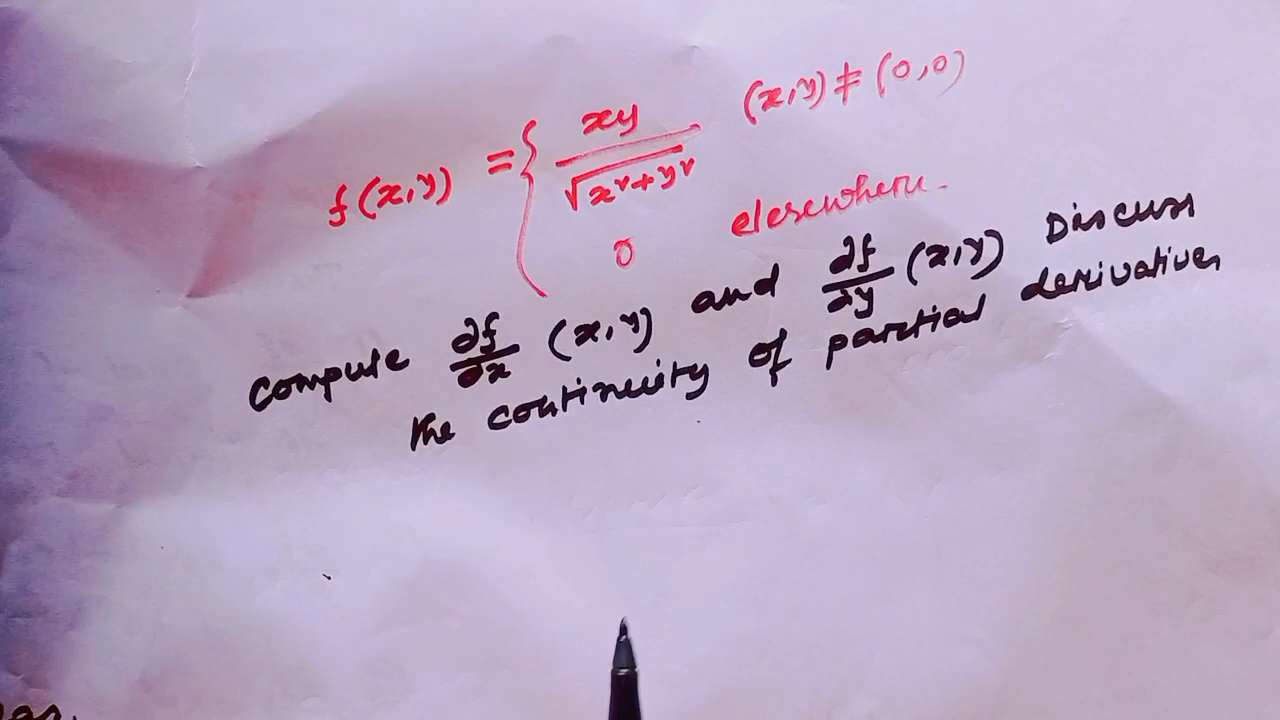 f(x,y) = { xy / √x²+y² (x,y) ≠ (0,0)
0 elsewhere.
compute ∂f/∂x (x,y) and ∂f/∂y (x,y) Discuss
the continuity of partial derivatives